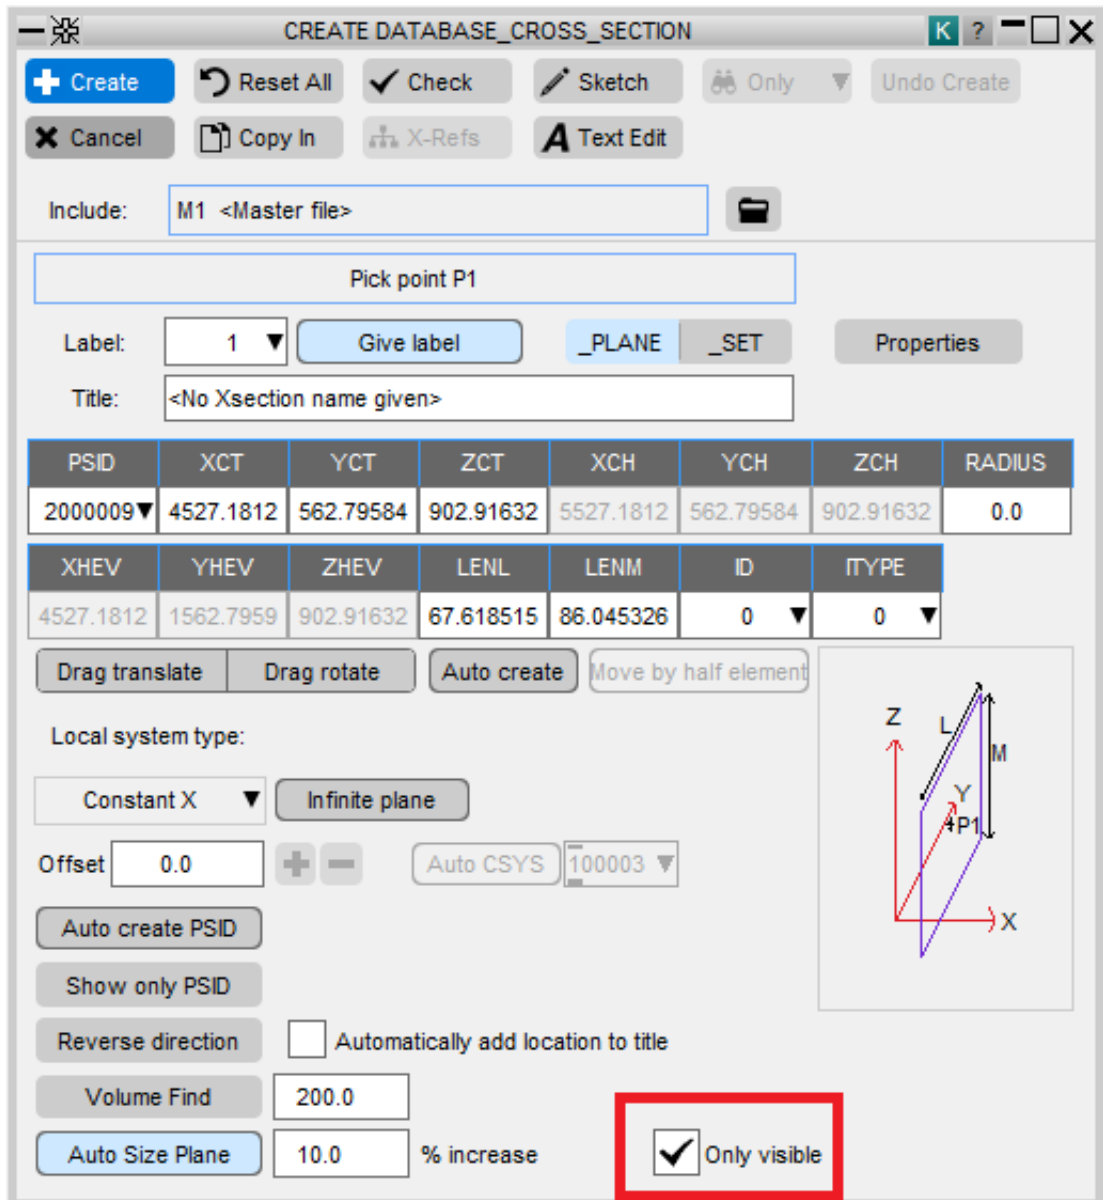 CREATE DATABASE_CROSS_SECTION K ?
Create Reset All Check Sketch Only Undo Create
Cancel Copy In X-Refs A Text Edit
Include: M1 <Master file>
Pick point P1
Label: 1 Give label _PLANE _SET Properties
Title: <No Xsection name given>
PSID XCT YCT ZCT XCH YCH ZCH RADIUS
2000009 4527.1812 562.79584 902.91632 5527.1812 562.79584 902.91632 0.0
XHEV YHEV ZHEV LENL LENM ID ITYPE
4527.1812 1562.7959 902.91632 67.618515 86.045326 0 0
Drag translate Drag rotate Auto create Move by half element
Local system type:
Constant X Infinite plane
Offset 0.0 Auto CSYS 100003
Auto create PSID
Show only PSID
Reverse direction Automatically add location to title
Volume Find 200.0
Auto Size Plane 10.0 % increase Only visible
Z L M
Y
P1
X